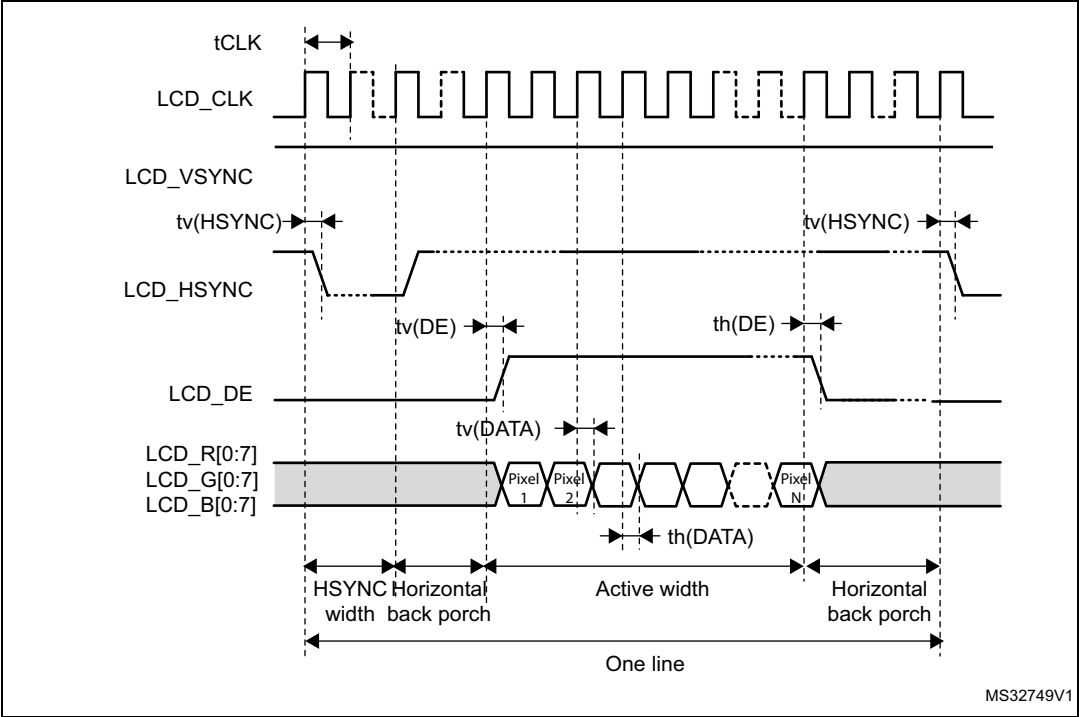 tCLK
LCD_CLK
LCD_VSYNC
tv(HSYNC)
tv(HSYNC)
LCD_HSYNC
tv(DE)
th(DE)
LCD_DE
tv(DATA)
LCD_R[0:7]
LCD_G[0:7]
LCD_B[0:7]
Pixel
1
Pixel
2
Pixel
N
th(DATA)
HSYNC
width
Horizontal
back porch
Active width
Horizontal
back porch
One line
MS32749V1